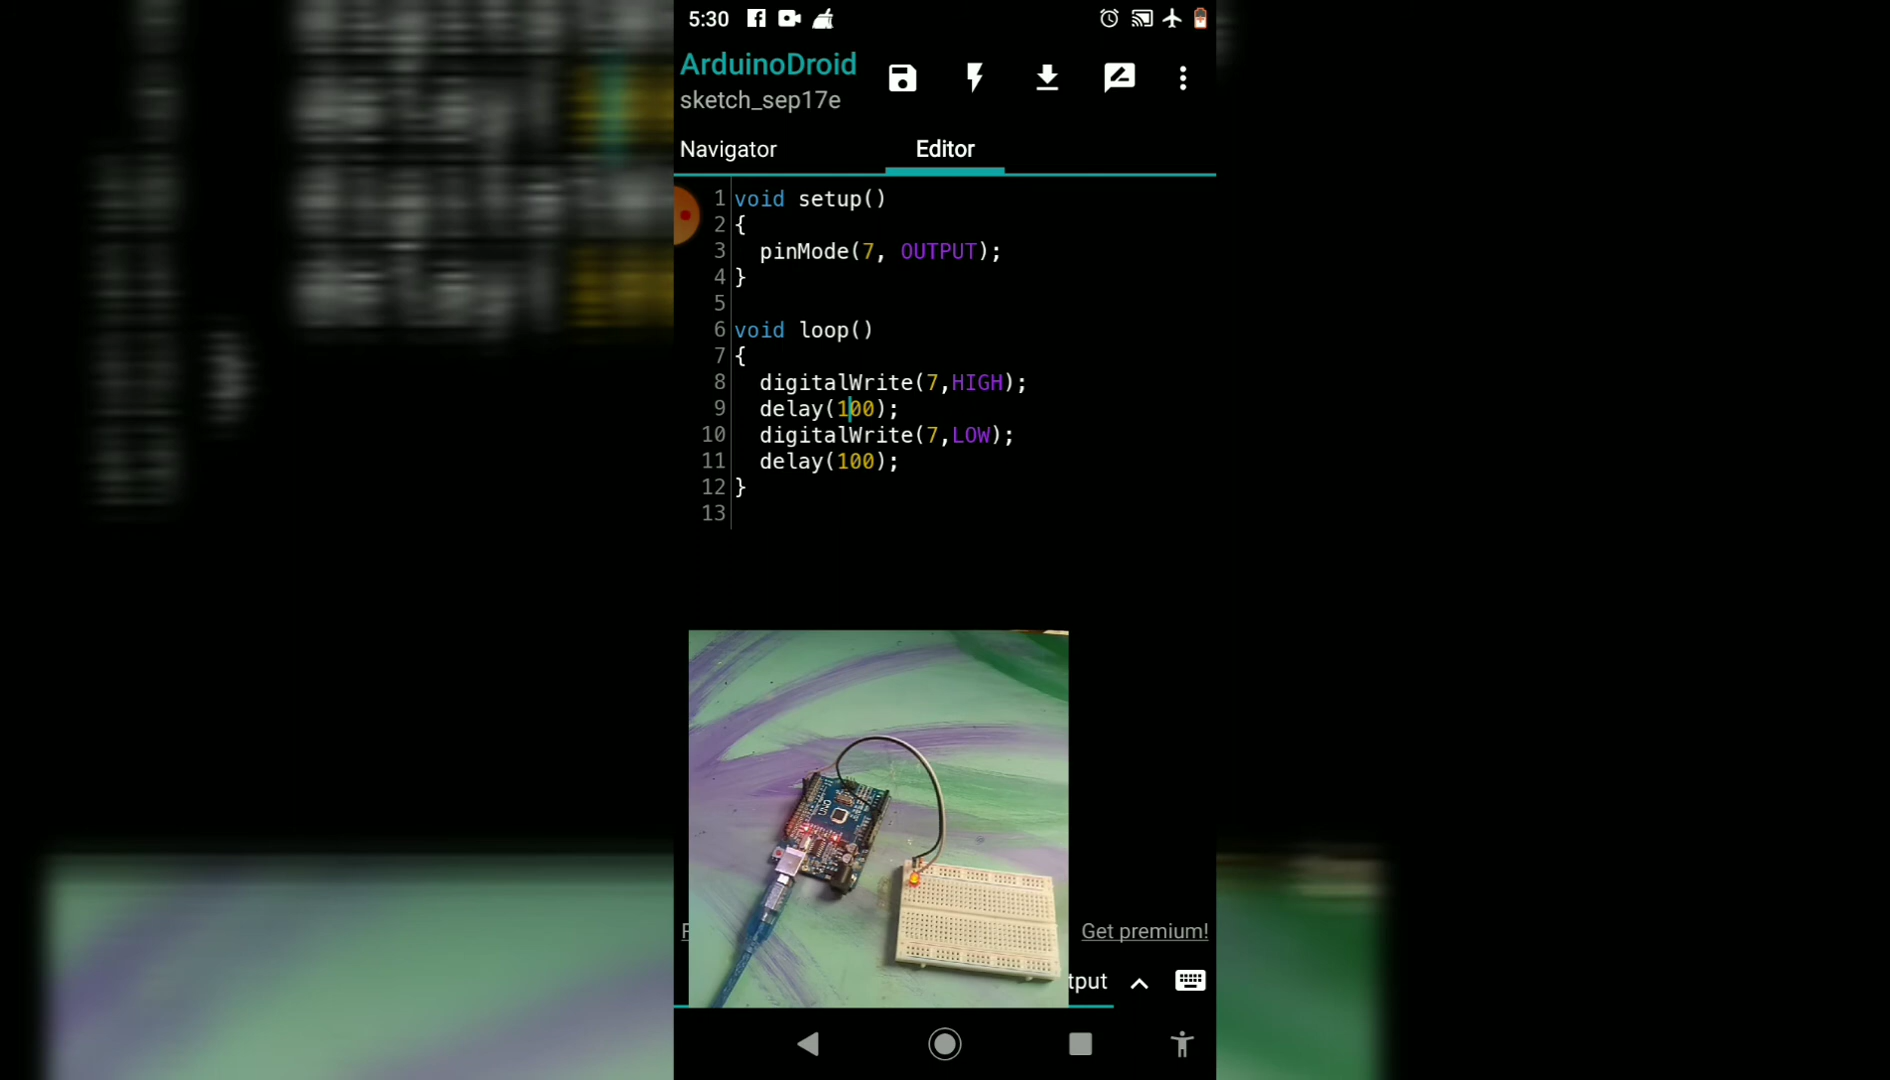 5:30
ArduinoDroid
sketch_sep17e
Navigator Editor
1 void setup()
2 {
3 pinMode(7, OUTPUT);
4 }
5
6 void loop()
7 {
8 digitalWrite(7,HIGH);
9 delay(100);
10 digitalWrite(7,LOW);
11 delay(100);
12 }
13
UNO
Get premium!
tput